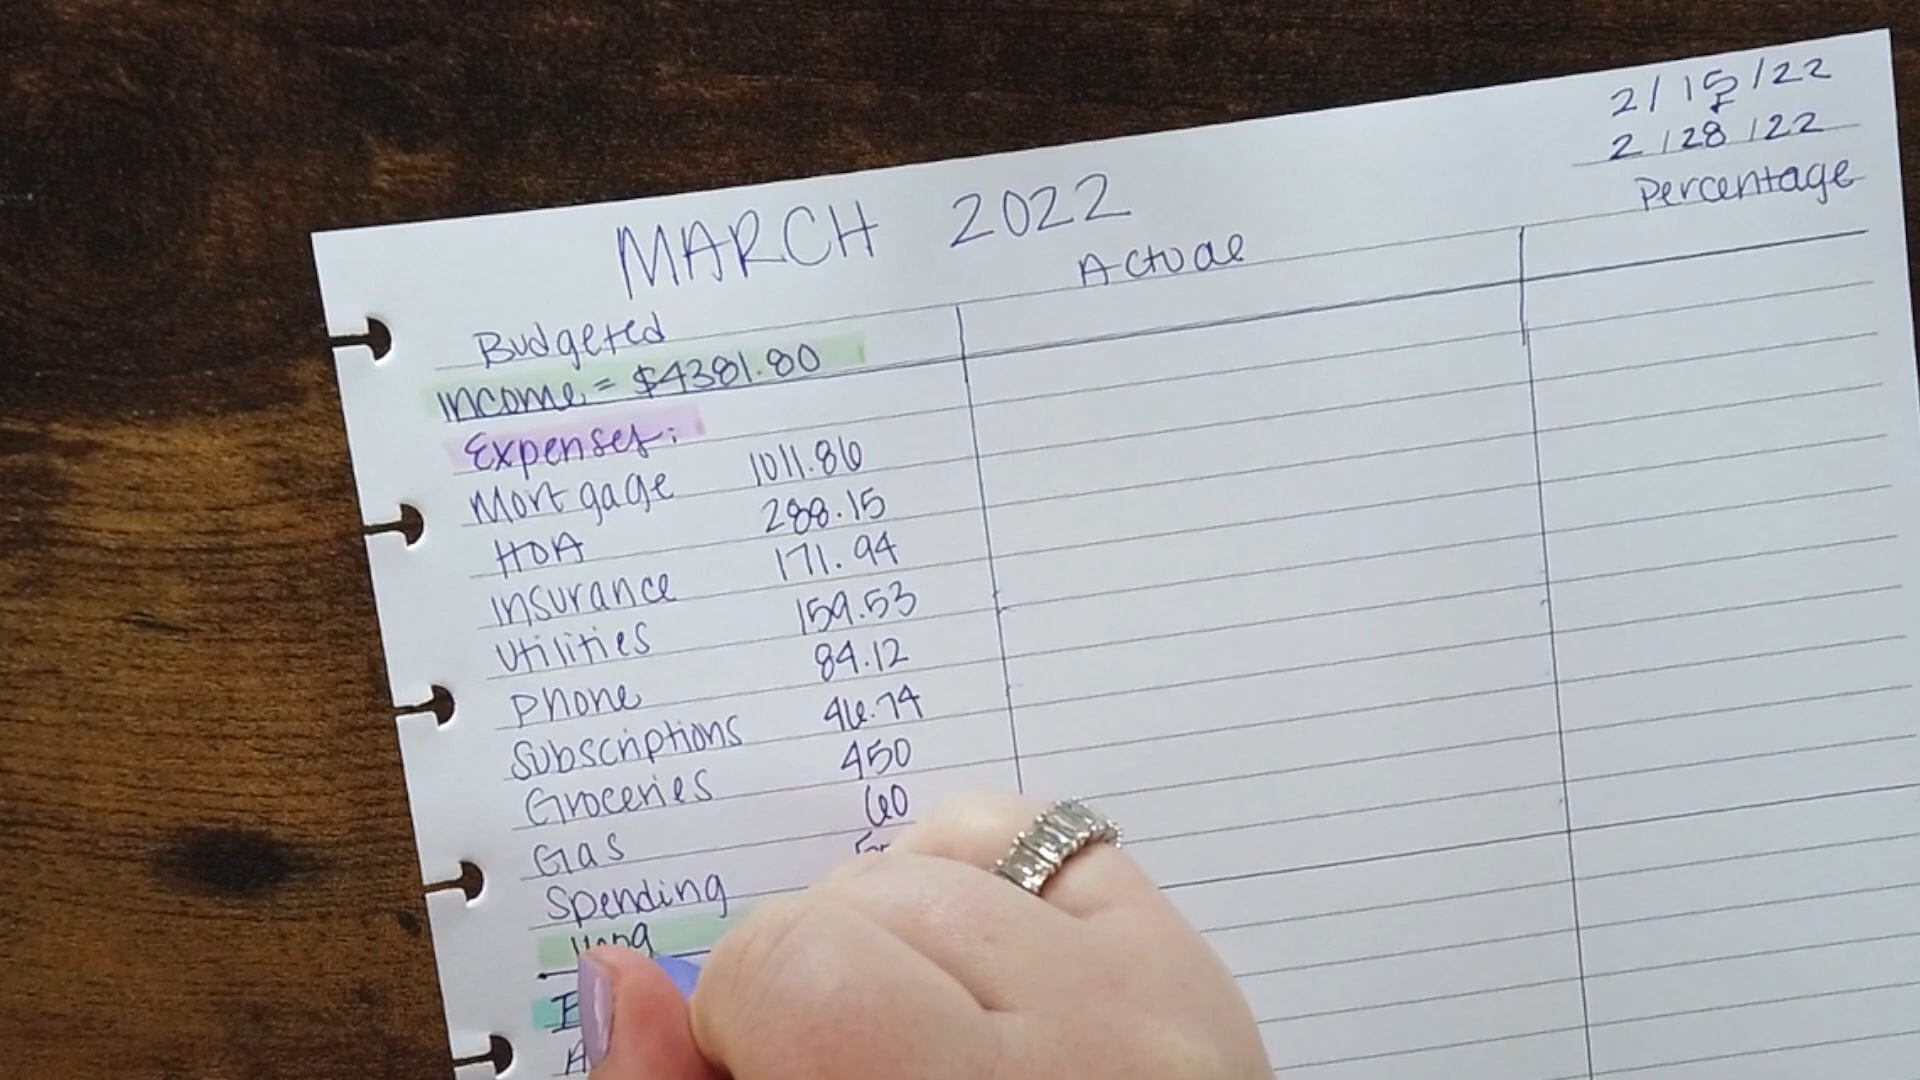 2/15/22
2/28/22
MARCH 2022
Percentage
Actual
Budgeted
Income = $4381.80
Expenses:
Mortgage 1011.86
HOA 288.15
Insurance 171.94
Utilities 159.53
Phone 84.12
Subscriptions 46.74
Groceries 450
Gas 60
Spending